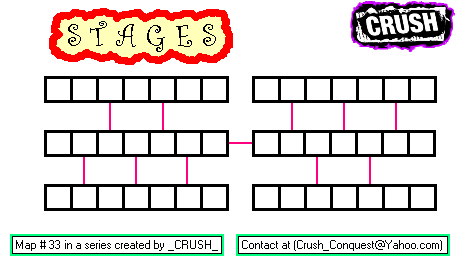 STAGES
CRUSH
Map # 33 in a series created by _CRUSH_
Contact at (Crush_Conquest@Yahoo.com)